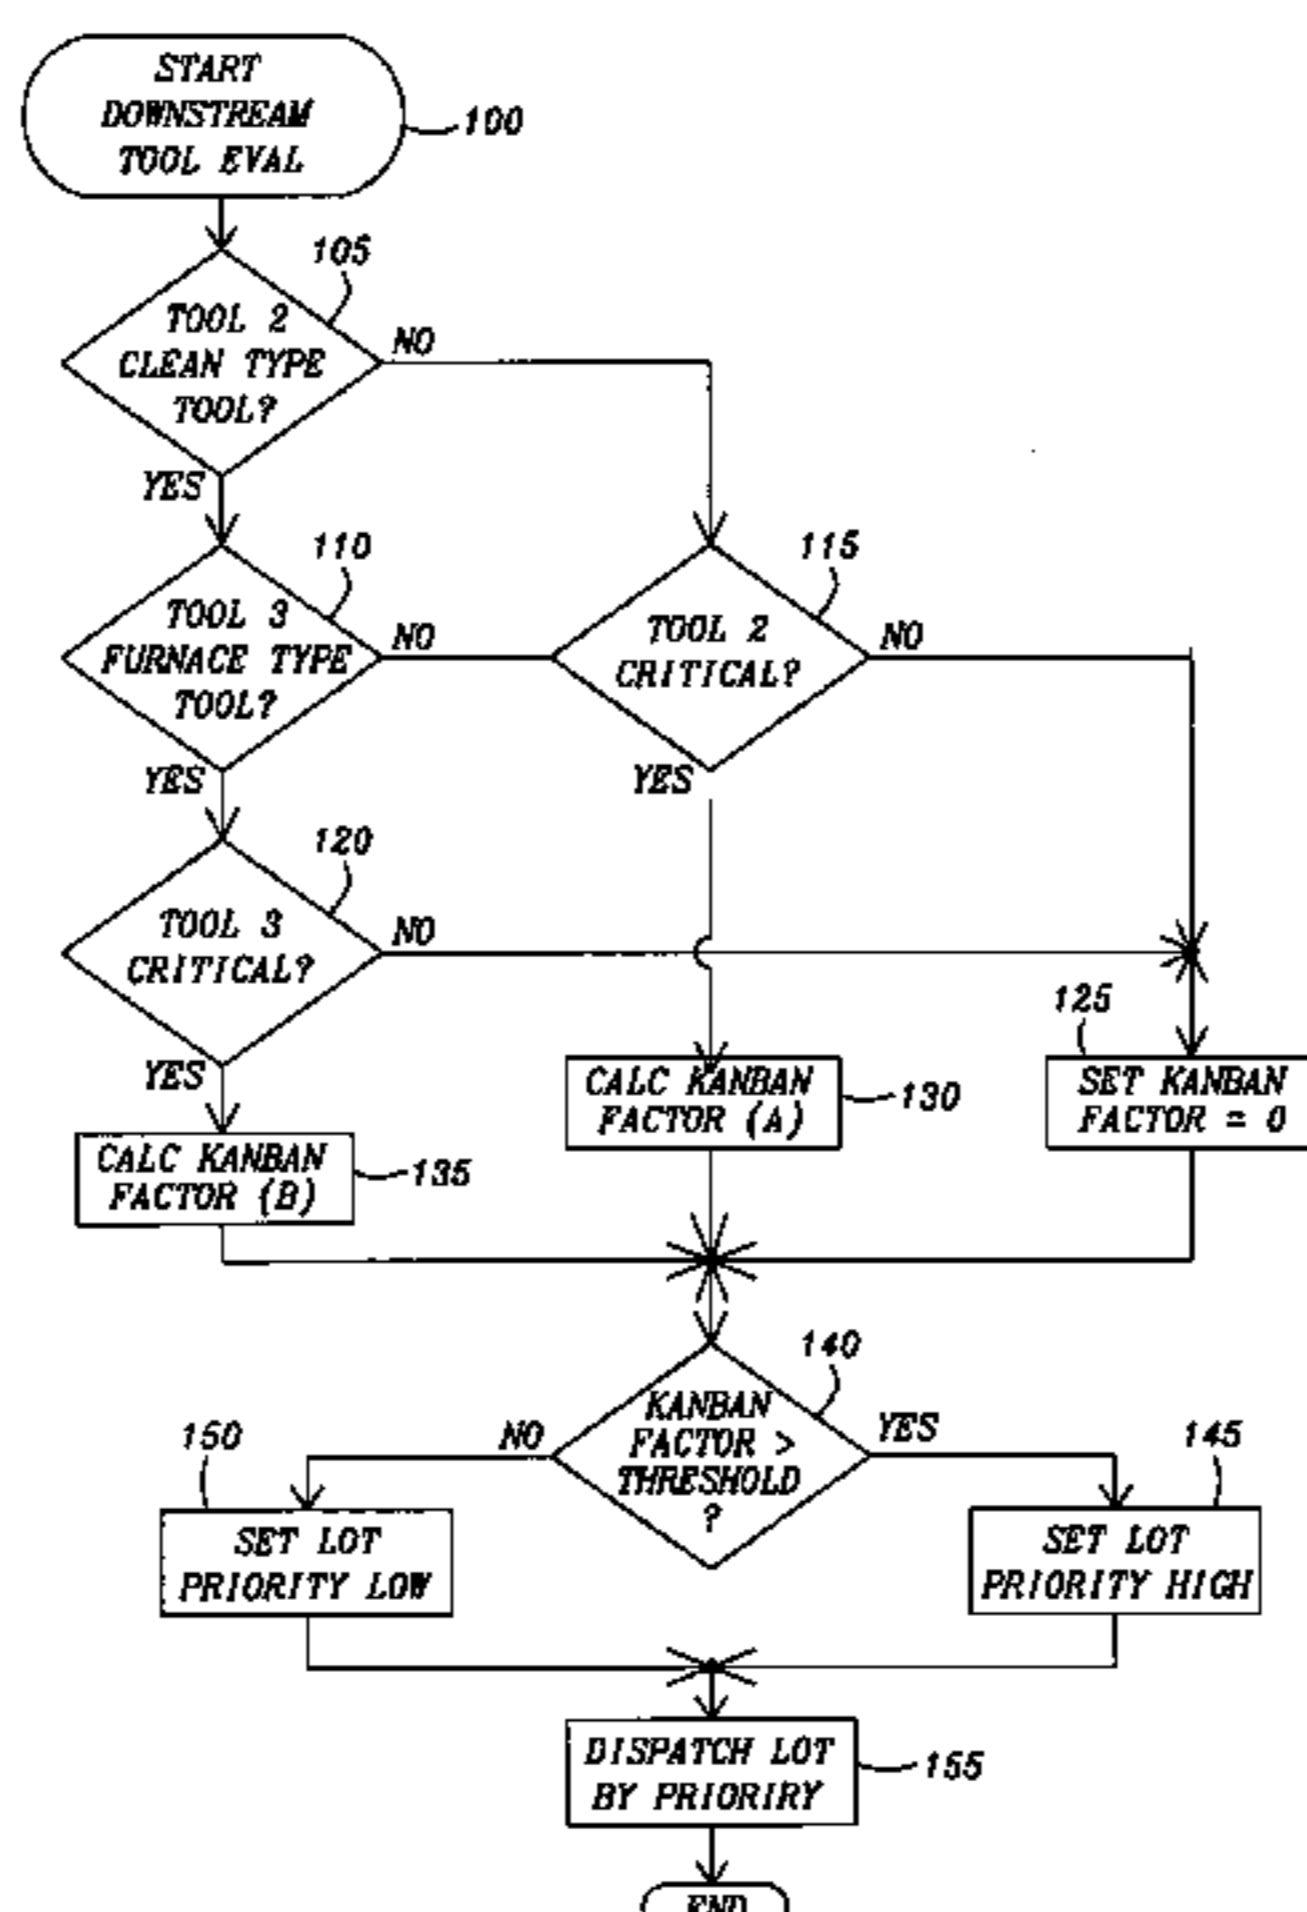 START
DOWNSTREAM
TOOL EVAL
100
105
TOOL 2
CLEAN TYPE
TOOL?
NO
YES
110
TOOL 3
FURNACE TYPE
TOOL?
NO
YES
115
TOOL 2
CRITICAL?
NO
YES
120
TOOL 3
CRITICAL?
NO
YES
125
SET KANBAN
FACTOR = 0
CALC KANBAN
FACTOR (A)
130
CALC KANBAN
FACTOR (B)
135
140
KANBAN
FACTOR >
THRESHOLD
?
NO
YES
150
SET LOT
PRIORITY LOW
145
SET LOT
PRIORITY HIGH
DISPATCH LOT
BY PRIORIRY
155
END